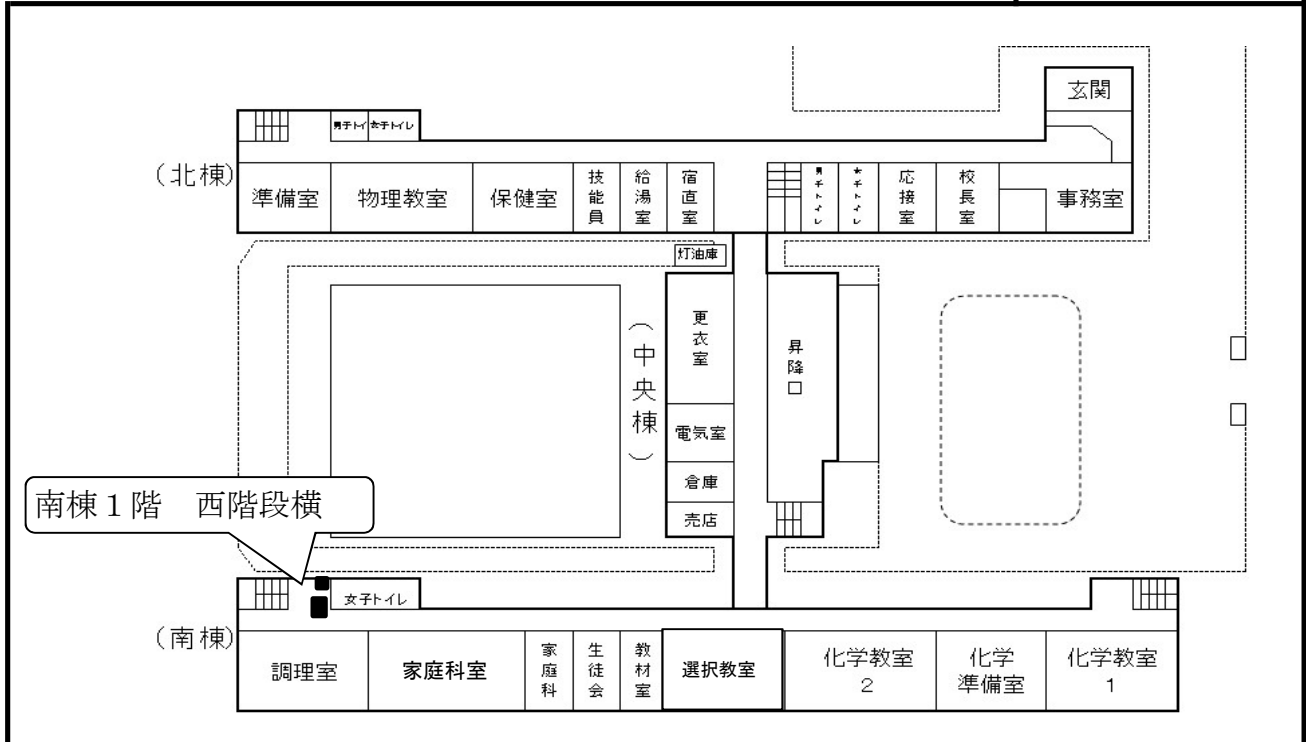 玄関
男子トイ
女子トイレ
（北棟）
準備室
物理教室
保健室
技能員
給湯室
宿直室
男子トイレ
女子トイレ
応接室
校長室
事務室
灯油庫
更衣室
昇降口
（中央棟）
電気室
倉庫
売店
南棟１階　西階段横
女子トイレ
（南棟）
調理室
家庭科室
家庭科
生徒会
教材室
選択教室
化学教室
2
化学
準備室
化学教室
1